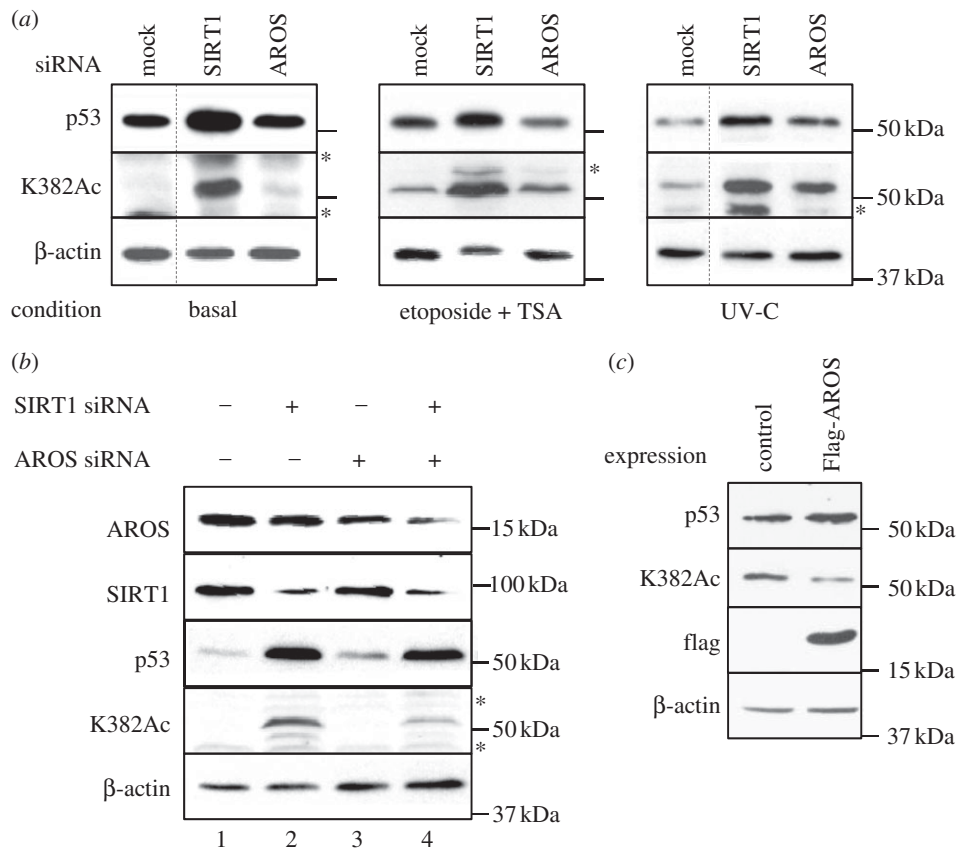 (a)
siRNA mock SIRT1 AROS mock SIRT1 AROS mock SIRT1 AROS
p53 50 kDa
*
K382Ac * 50 kDa
* *
β-actin
37 kDa
condition basal etoposide + TSA UV-C
(b)
SIRT1 siRNA – + – +
AROS siRNA – – + +
AROS 15 kDa
SIRT1 100 kDa
p53 50 kDa
*
K382Ac 50 kDa
*
β-actin
37 kDa
1 2 3 4
(c)
expression control Flag-AROS
p53 50 kDa
K382Ac 50 kDa
flag
15 kDa
β-actin
37 kDa